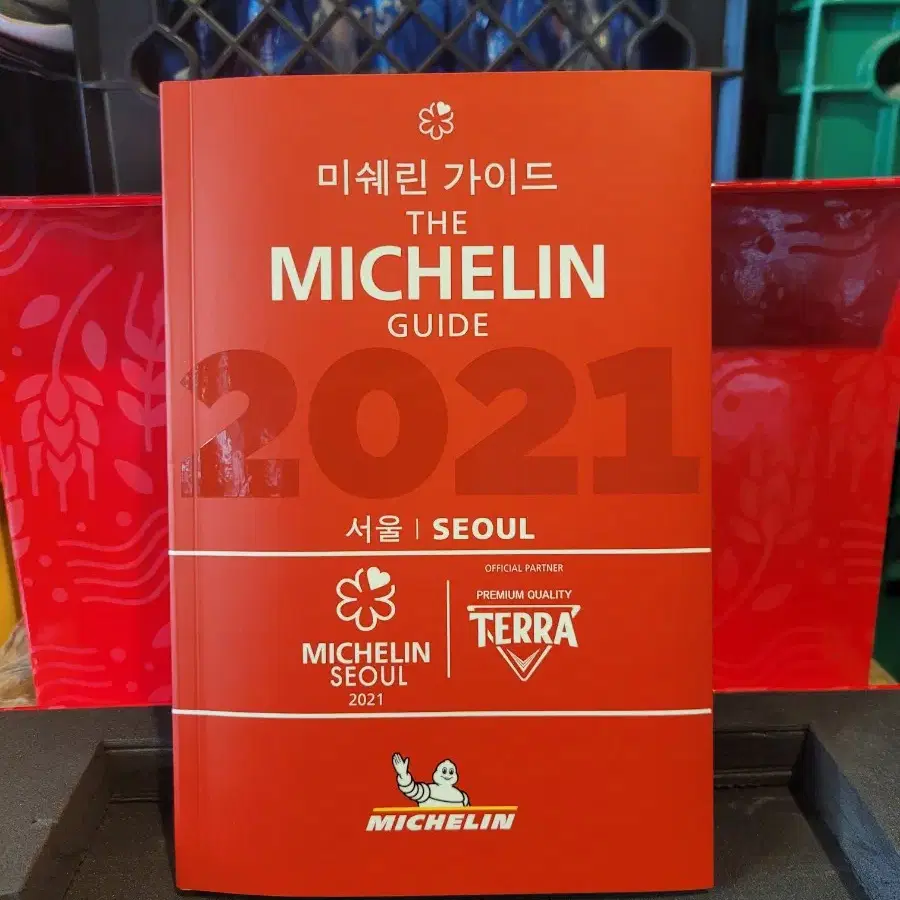 미쉐린 가이드
THE
MICHELIN
GUIDE
2021
서울 | SEOUL
MICHELIN
SEOUL
2021
OFFICIAL PARTNER
PREMIUM QUALITY
TERRA
MICHELIN